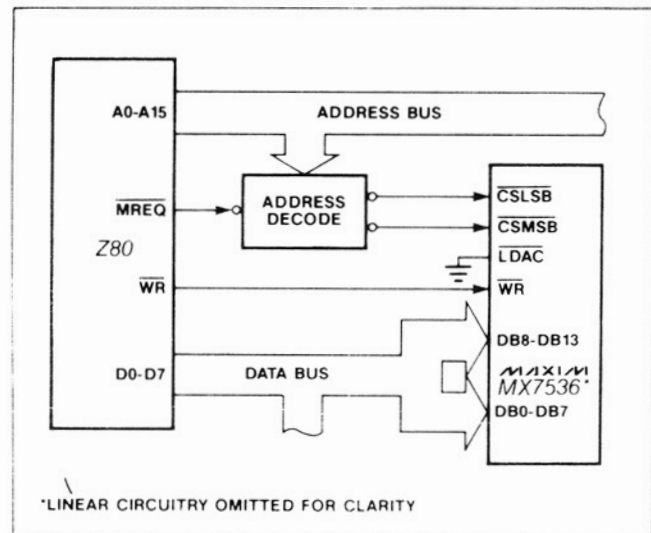 A0-A15
ADDRESS BUS
MREQ
ADDRESS
DECODE
CSLSB
CSMSB
LDAC
Z80
WR
WR
DB8-DB13
D0-D7
DATA BUS
MAXIM
MX7536*
DB0-DB7
*LINEAR CIRCUITRY OMITTED FOR CLARITY